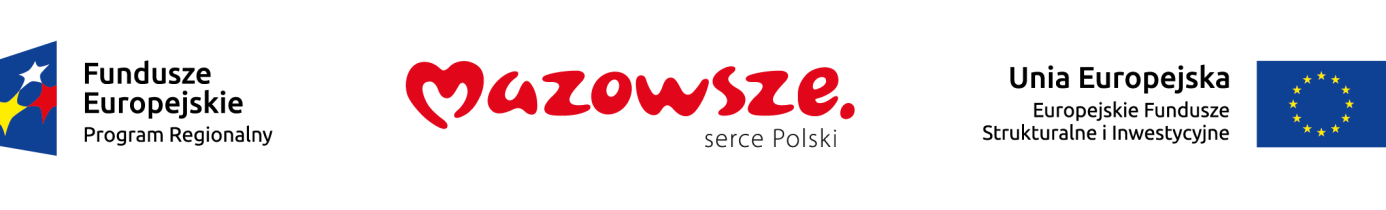 Fundusze
Europejskie
Program Regionalny
mazowsze.
serce Polski
Unia Europejska
Europejskie Fundusze
Strukturalne i Inwestycyjne